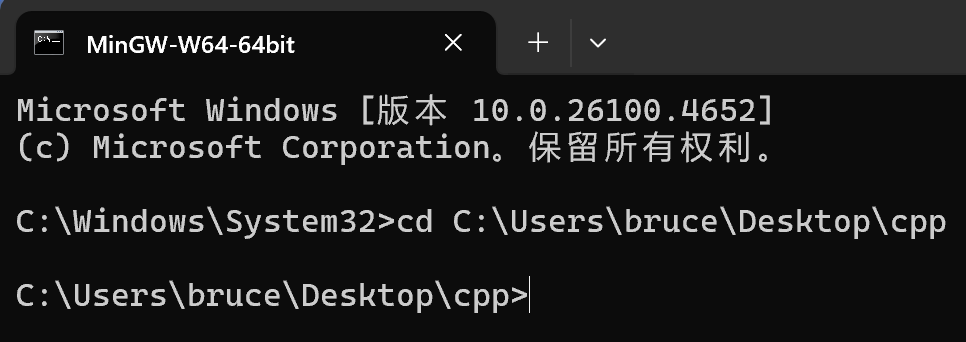 MinGW-W64-64bit
Microsoft Windows [版本 10.0.26100.4652]
(c) Microsoft Corporation。保留所有权利。
C:\Windows\System32>cd C:\Users\bruce\Desktop\cpp
C:\Users\bruce\Desktop\cpp>